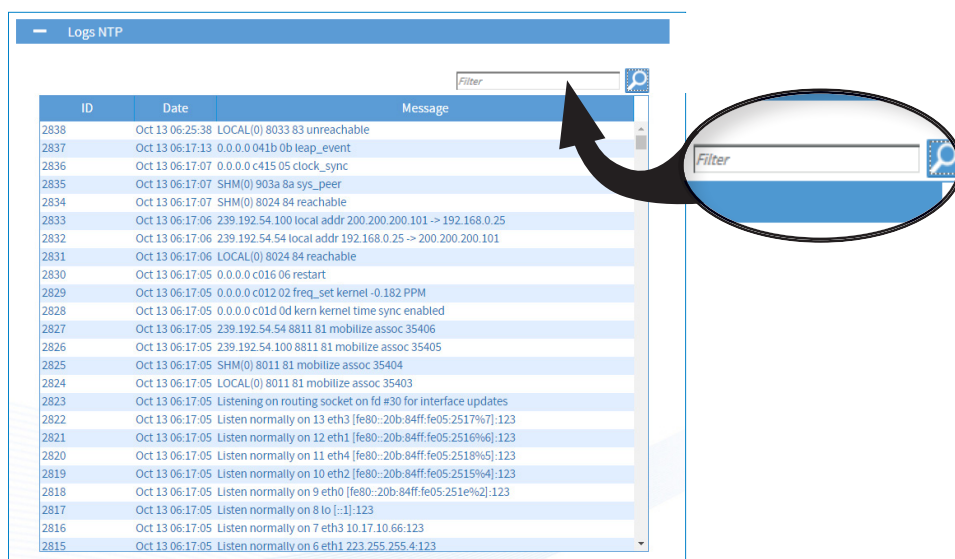 Logs NTP
Filter
ID Date Message
2838 Oct 13 06:25:38 LOCAL(0) 8033 83 unreachable
2837 Oct 13 06:17:13 0.0.0.0 041b 0b leap_event
2836 Oct 13 06:17:07 0.0.0.0 c415 05 clock_sync
2835 Oct 13 06:17:07 SHM(0) 903a 8a sys_peer
2834 Oct 13 06:17:07 SHM(0) 8024 84 reachable
2833 Oct 13 06:17:06 239.192.54.100 local addr 200.200.200.101 -> 192.168.0.25
2832 Oct 13 06:17:06 239.192.54.54 local addr 192.168.0.25 -> 200.200.200.101
2831 Oct 13 06:17:06 LOCAL(0) 8024 84 reachable
2830 Oct 13 06:17:05 0.0.0.0 c016 06 restart
2829 Oct 13 06:17:05 0.0.0.0 c012 02 freq_set kernel -0.182 PPM
2828 Oct 13 06:17:05 0.0.0.0 c01d 0d kern kernel time sync enabled
2827 Oct 13 06:17:05 239.192.54.54 8811 81 mobilize assoc 35406
2826 Oct 13 06:17:05 239.192.54.100 8811 81 mobilize assoc 35405
2825 Oct 13 06:17:05 SHM(0) 8011 81 mobilize assoc 35404
2824 Oct 13 06:17:05 LOCAL(0) 8011 81 mobilize assoc 35403
2823 Oct 13 06:17:05 Listening on routing socket on fd #30 for interface updates
2822 Oct 13 06:17:05 Listen normally on 13 eth3 [fe80::20b:84ff:fe05:2517%7]:123
2821 Oct 13 06:17:05 Listen normally on 12 eth1 [fe80::20b:84ff:fe05:2516%6]:123
2820 Oct 13 06:17:05 Listen normally on 11 eth4 [fe80::20b:84ff:fe05:2518%5]:123
2819 Oct 13 06:17:05 Listen normally on 10 eth2 [fe80::20b:84ff:fe05:2515%4]:123
2818 Oct 13 06:17:05 Listen normally on 9 eth0 [fe80::20b:84ff:fe05:251e%2]:123
2817 Oct 13 06:17:05 Listen normally on 8 lo [::1]:123
2816 Oct 13 06:17:05 Listen normally on 7 eth3 10.17.10.66:123
2815 Oct 13 06:17:05 Listen normally on 6 eth1 223.255.255.4:123
Filter